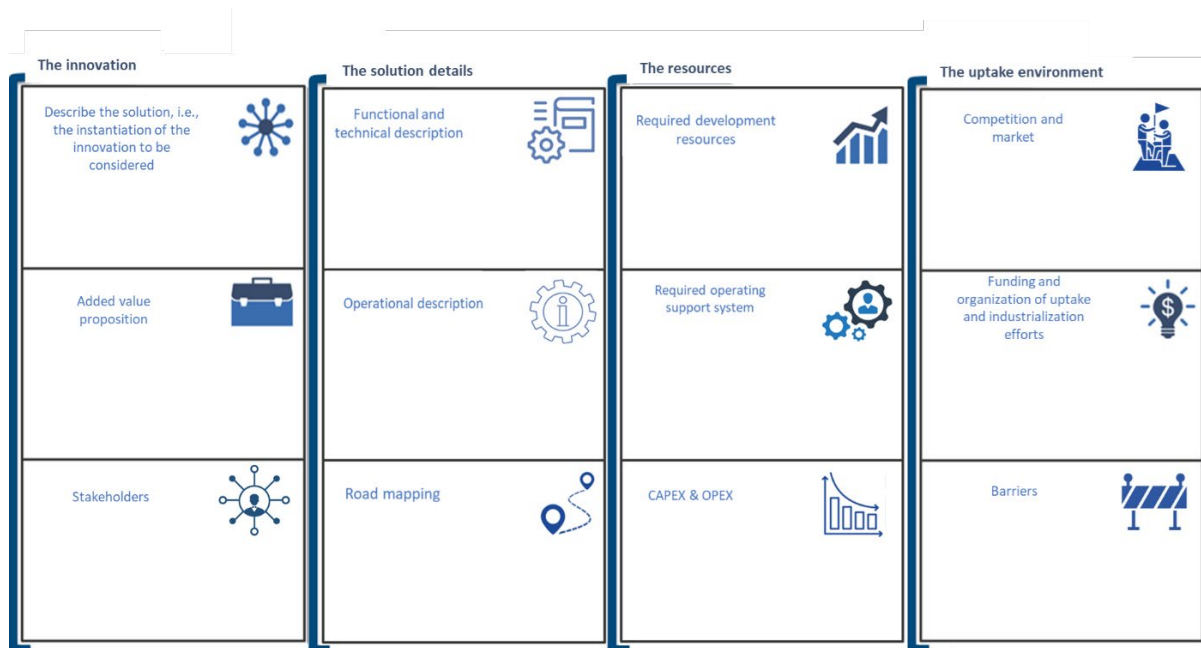 The innovation
Describe the solution, i.e.,
the instantiation of the
innovation to be
considered
Added value
proposition
Stakeholders
The solution details
Functional and
technical description
Operational description
Road mapping
The resources
Required development
resources
Required operating
support system
CAPEX & OPEX
The uptake environment
Competition and
market
Funding and
organization of uptake
and industrialization
efforts
$
Barriers